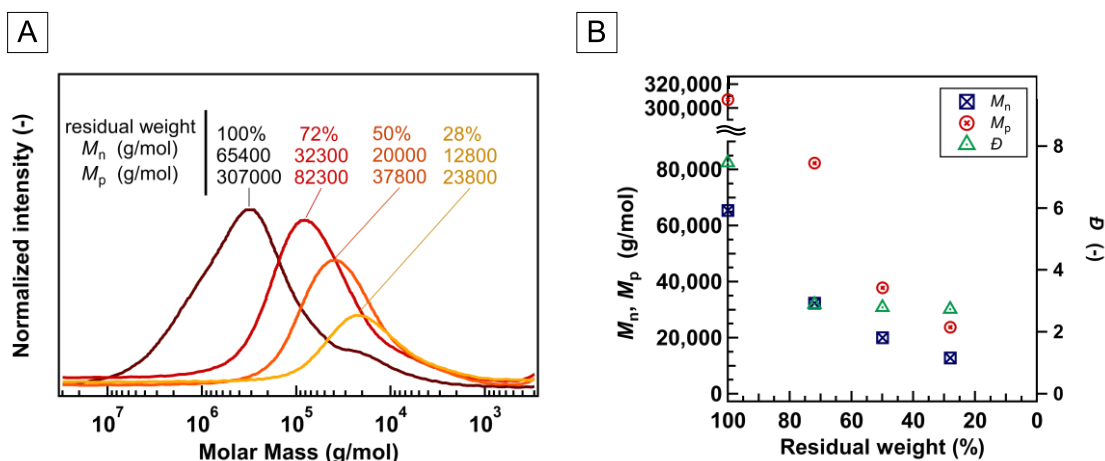 A
residual weight 100% 72% 50% 28%
Mn (g/mol) 65400 32300 20000 12800
Mp (g/mol) 307000 82300 37800 23800
Normalized intensity (-)
10⁷ 10⁶ 10⁵ 10⁴ 10³
Molar Mass (g/mol)
B
Mn
Mp
Đ
320,000
300,000
80,000
60,000
40,000
20,000
0
Mn, Mp (g/mol)
8
6
4
2
0
Đ (-)
100 80 60 40 20 0
Residual weight (%)